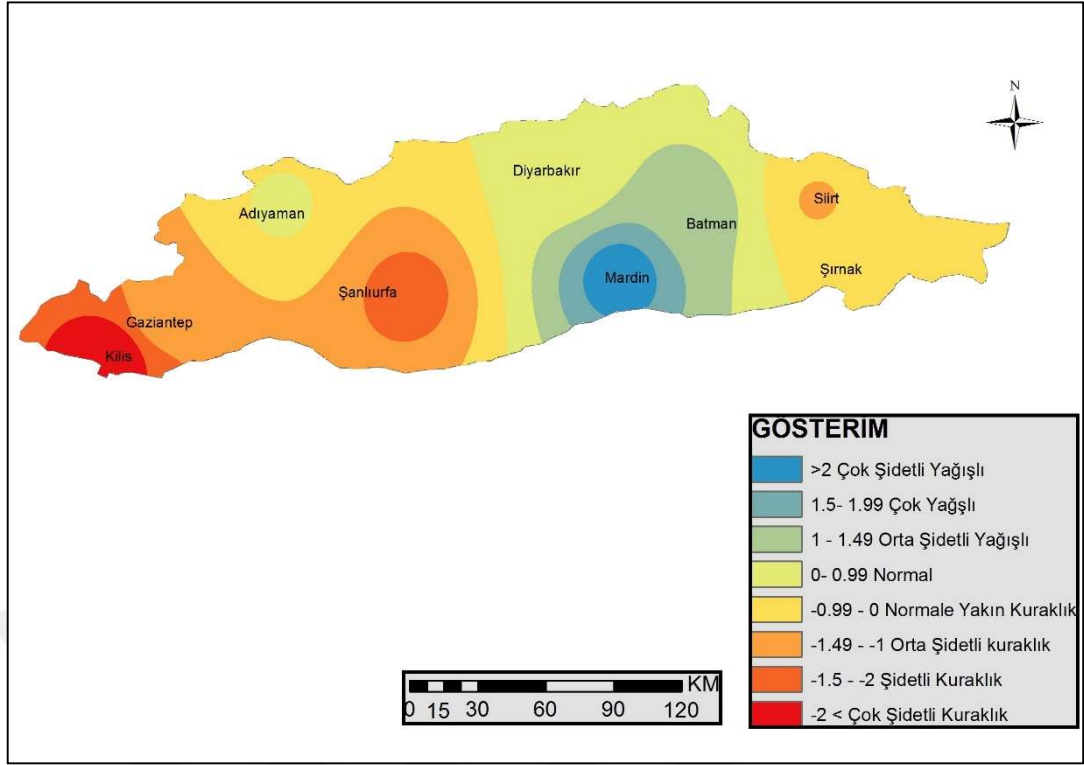 N
Diyarbakır
Siirt
Adıyaman
Batman
Mardin
Şırnak
Şanlıurfa
Gaziantep
Kilis
GÖSTERİM
>2 Çok Şidetli Yağışlı
1.5- 1.99 Çok Yağşlı
1 - 1.49 Orta Şidetli Yağışlı
0- 0.99 Normal
-0.99 - 0 Normale Yakın Kuraklık
-1.49 - -1 Orta Şidetli kuraklık
-1.5 - -2 Şidetli Kuraklık
-2 < Çok Şidetli Kuraklık
KM
0 15 30 60 90 120